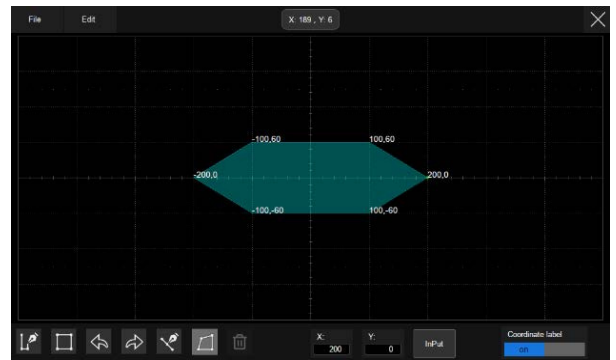 File Edit X: 189 , Y: 6
-100,60 100,60
-200,0 200,0
-100,-60 100,-60
X: Y: Coordinate label
200 0 InPut on